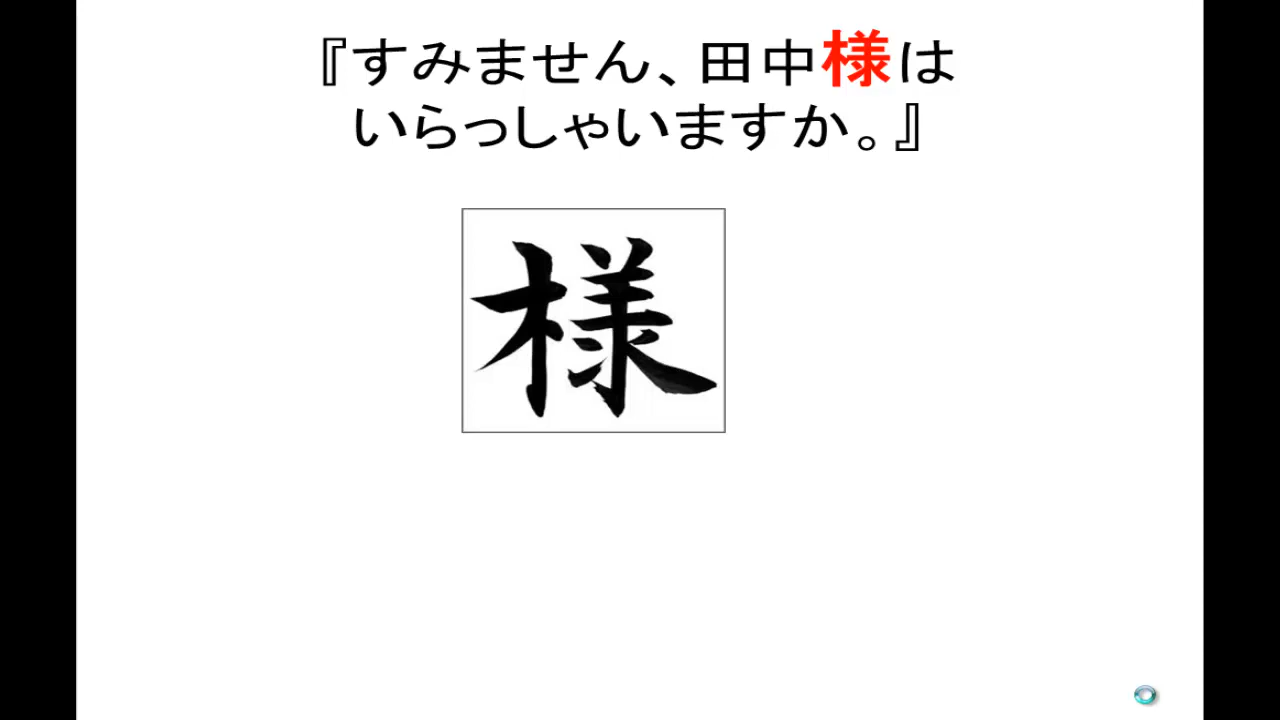 『すみません、田中様は
いらっしゃいますか。』
様